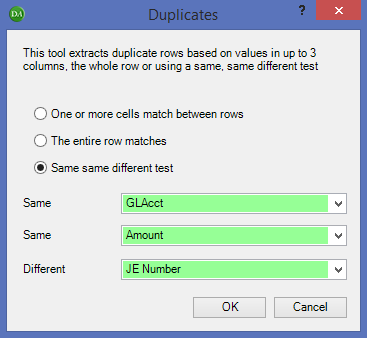 DA Duplicates ? ×
This tool extracts duplicate rows based on values in up to 3
columns, the whole row or using a same, same different test
One or more cells match between rows
The entire row matches
Same same different test
Same GLAcct
Same Amount
Different JE Number
OK Cancel